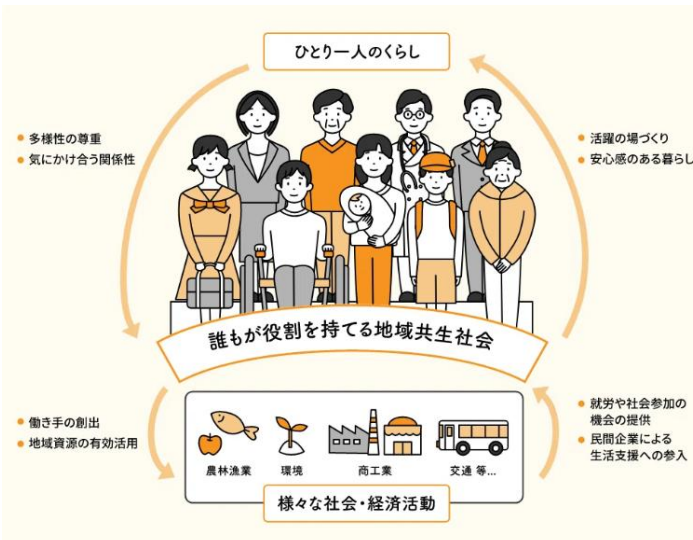 ひとり一人のくらし
多様性の尊重
気にかけ合う関係性
活躍の場づくり
安心感のある暮らし
誰もが役割を持てる地域共生社会
働き手の創出
地域資源の有効活用
就労や社会参加の
機会の提供
民間企業による
生活支援への参入
農林漁業
環境
商工業
交通 等...
様々な社会・経済活動